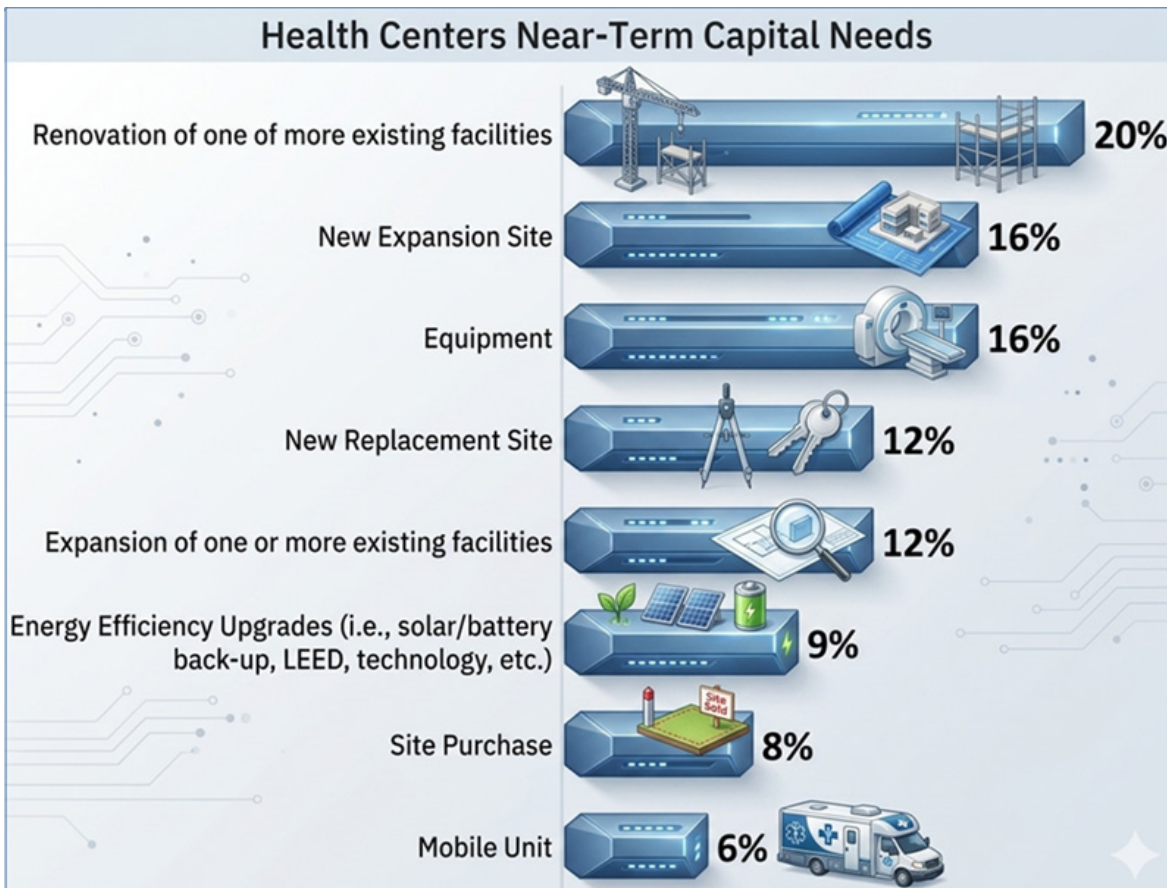 Health Centers Near-Term Capital Needs
Renovation of one of more existing facilities
20%
New Expansion Site
16%
Equipment
16%
New Replacement Site
12%
Expansion of one or more existing facilities
12%
Energy Efficiency Upgrades (i.e., solar/battery
back-up, LEED, technology, etc.)
9%
Site
Sold
Site Purchase
8%
Mobile Unit
6%